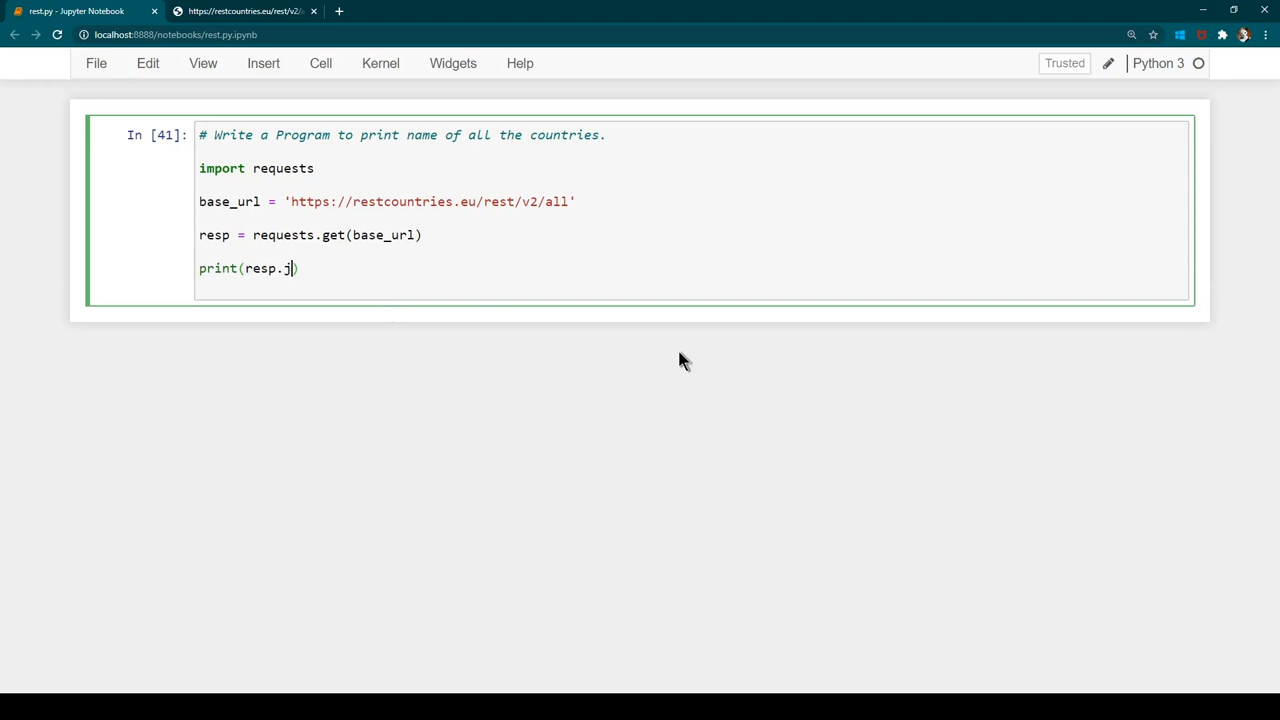 rest.py - Jupyter Notebook
https://restcountries.eu/rest/v2/a
localhost:8888/notebooks/rest.py.ipynb
File Edit View Insert Cell Kernel Widgets Help Trusted Python 3
In [41]: # Write a Program to print name of all the countries.
import requests
base_url = 'https://restcountries.eu/rest/v2/all'
resp = requests.get(base_url)
print(resp.j)